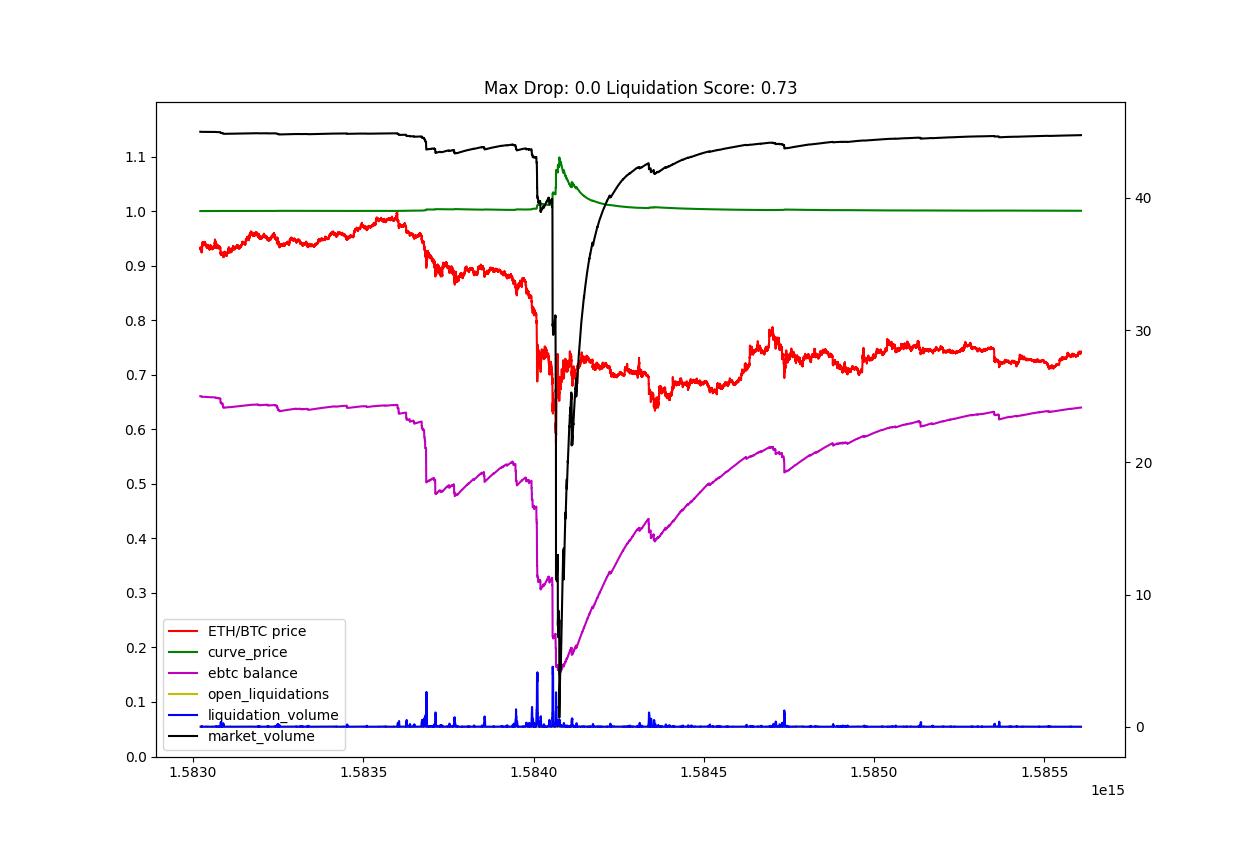 Max Drop: 0.0 Liquidation Score: 0.73
1.1
1.0
0.9
0.8
0.7
0.6
0.5
0.4
0.3
0.2
0.1
0.0
40
30
20
10
0
ETH/BTC price
curve_price
ebtc balance
open_liquidations
liquidation_volume
market_volume
1.5830 1.5835 1.5840 1.5845 1.5850 1.5855
1e15